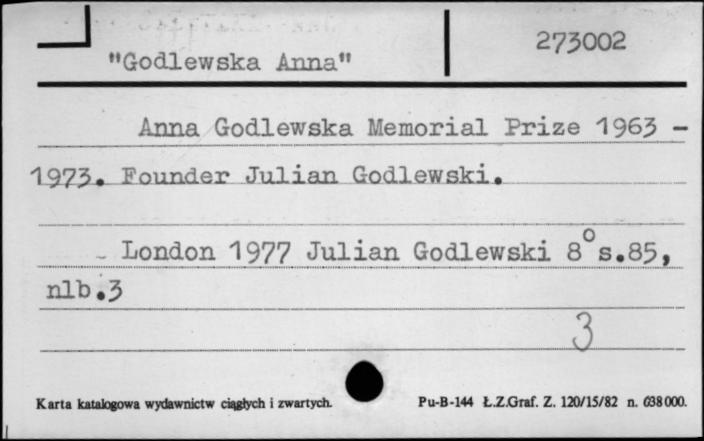 "Godlewska Anna"
273002
Anna Godlewska Memorial Prize 1963 -
1973. Founder Julian Godlewski.
London 1977 Julian Godlewski 8° s.85,
nlb.3
3
Karta katalogowa wydawnictw ciągłych i zwartych.
Pu-B-144 Ł.Z.Graf. Z. 120/15/82 n. 638000.